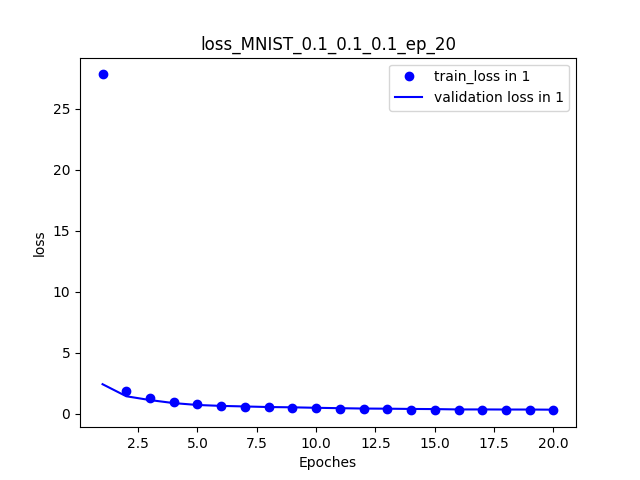 loss_MNIST_0.1_0.1_0.1_ep_20
train_loss in 1
validation loss in 1
25
20
15
10
5
0
loss
2.5 5.0 7.5 10.0 12.5 15.0 17.5 20.0
Epoches